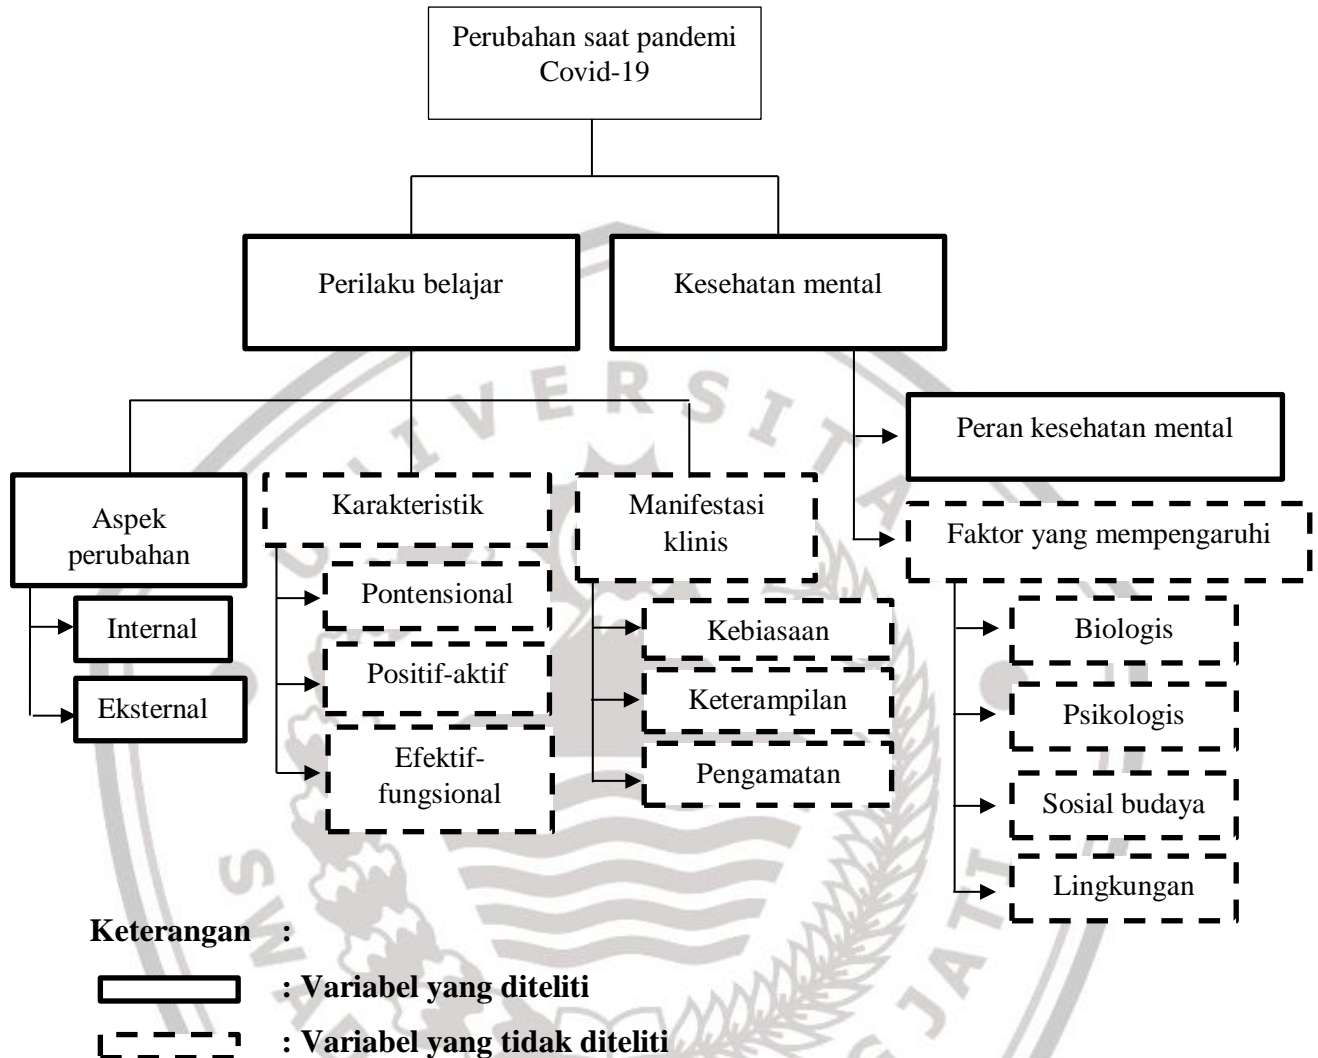 Perubahan saat pandemi
Covid-19
Perilaku belajar
Kesehatan mental
Peran kesehatan mental
Aspek
perubahan
Karakteristik
Manifestasi
klinis
Faktor yang mempengaruhi
Internal
Eksternal
Pontensional
Positif-aktif
Efektif-
fungsional
Kebiasaan
Keterampilan
Pengamatan
Biologis
Psikologis
Sosial budaya
Lingkungan
Keterangan :
: Variabel yang diteliti
: Variabel yang tidak diteliti